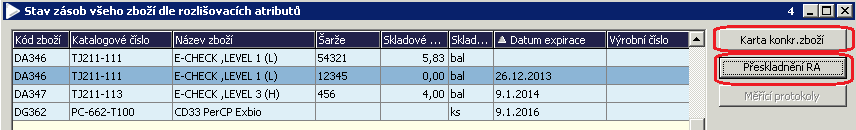 Stav zásob všeho zboží dle rozlišovacích atributů 4
Kód zboží Katalogové číslo Název zboží Šarže Skladové ... Sklad... Datum expirace Výrobní číslo
DA346 TJ211-111 E-CHECK ,LEVEL 1 (L) 54321 5,83 bal
DA346 TJ211-111 E-CHECK ,LEVEL 1 (L) 12345 0,00 bal 26.12.2013
DA347 TJ211-113 E-CHECK ,LEVEL 3 (H) 456 4,00 bal 9.1.2014
DG362 PC-662-T100 CD33 PerCP Exbio ks 9.1.2016
Karta konkr.zboží
Přeskladnění RA
Měřící protokoly